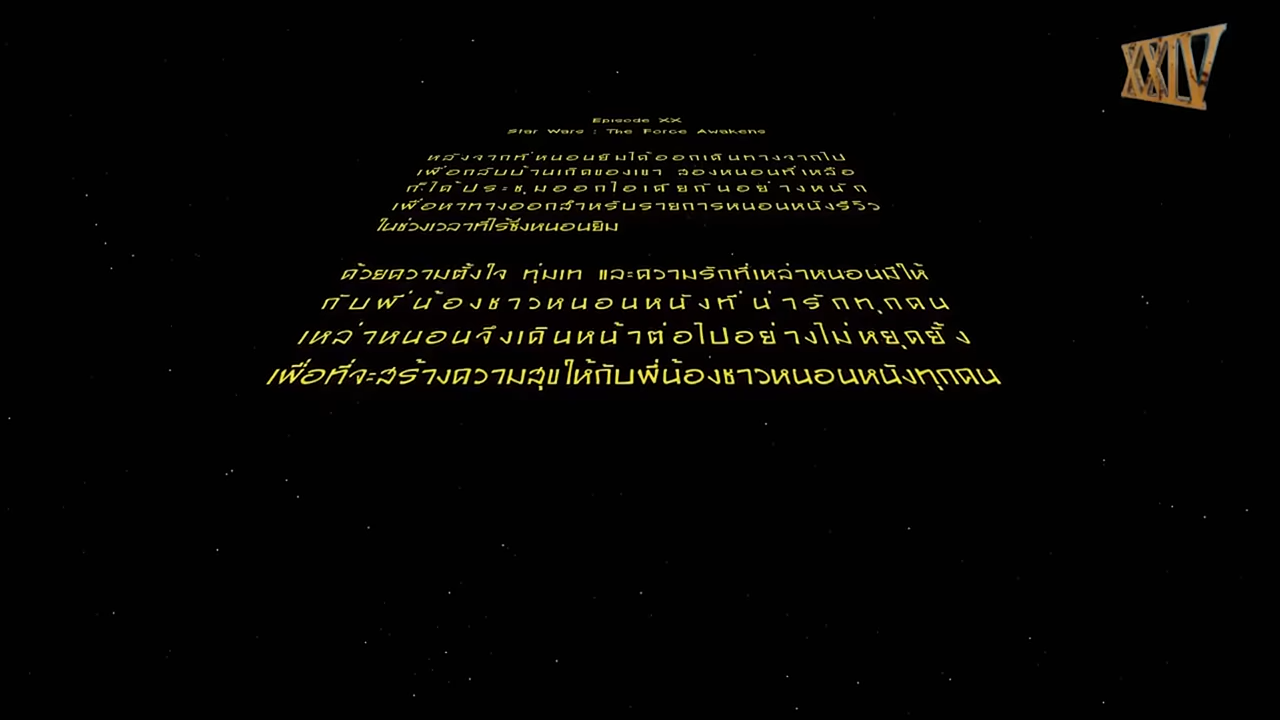 XXIV
Episode XX
Star Wars : The Force Awakens
หลังจากที่หนอนยิมได้ออกเดินทางจากไป
เพื่อกลับบ้านเกิดของเขา สองหนอนที่เหลือ
ก็ได้ประชุมออกไอเดียกันอย่างหนัก
เพื่อหาทางออกสำหรับรายการหนอนหนังรีวิว
ในช่วงเวลาที่ไร้ซึ่งหนอนยิม
ด้วยความตั้งใจ ทุ่มเท และความรักที่เหล่าหนอนมีให้
กับพี่น้องชาวหนอนหนังที่น่ารักทุกคน
เหล่าหนอนจึงเดินหน้าต่อไปอย่างไม่หยุดยั้ง
เพื่อที่จะสร้างความสุขให้กับพี่น้องชาวหนอนหนังทุกคน